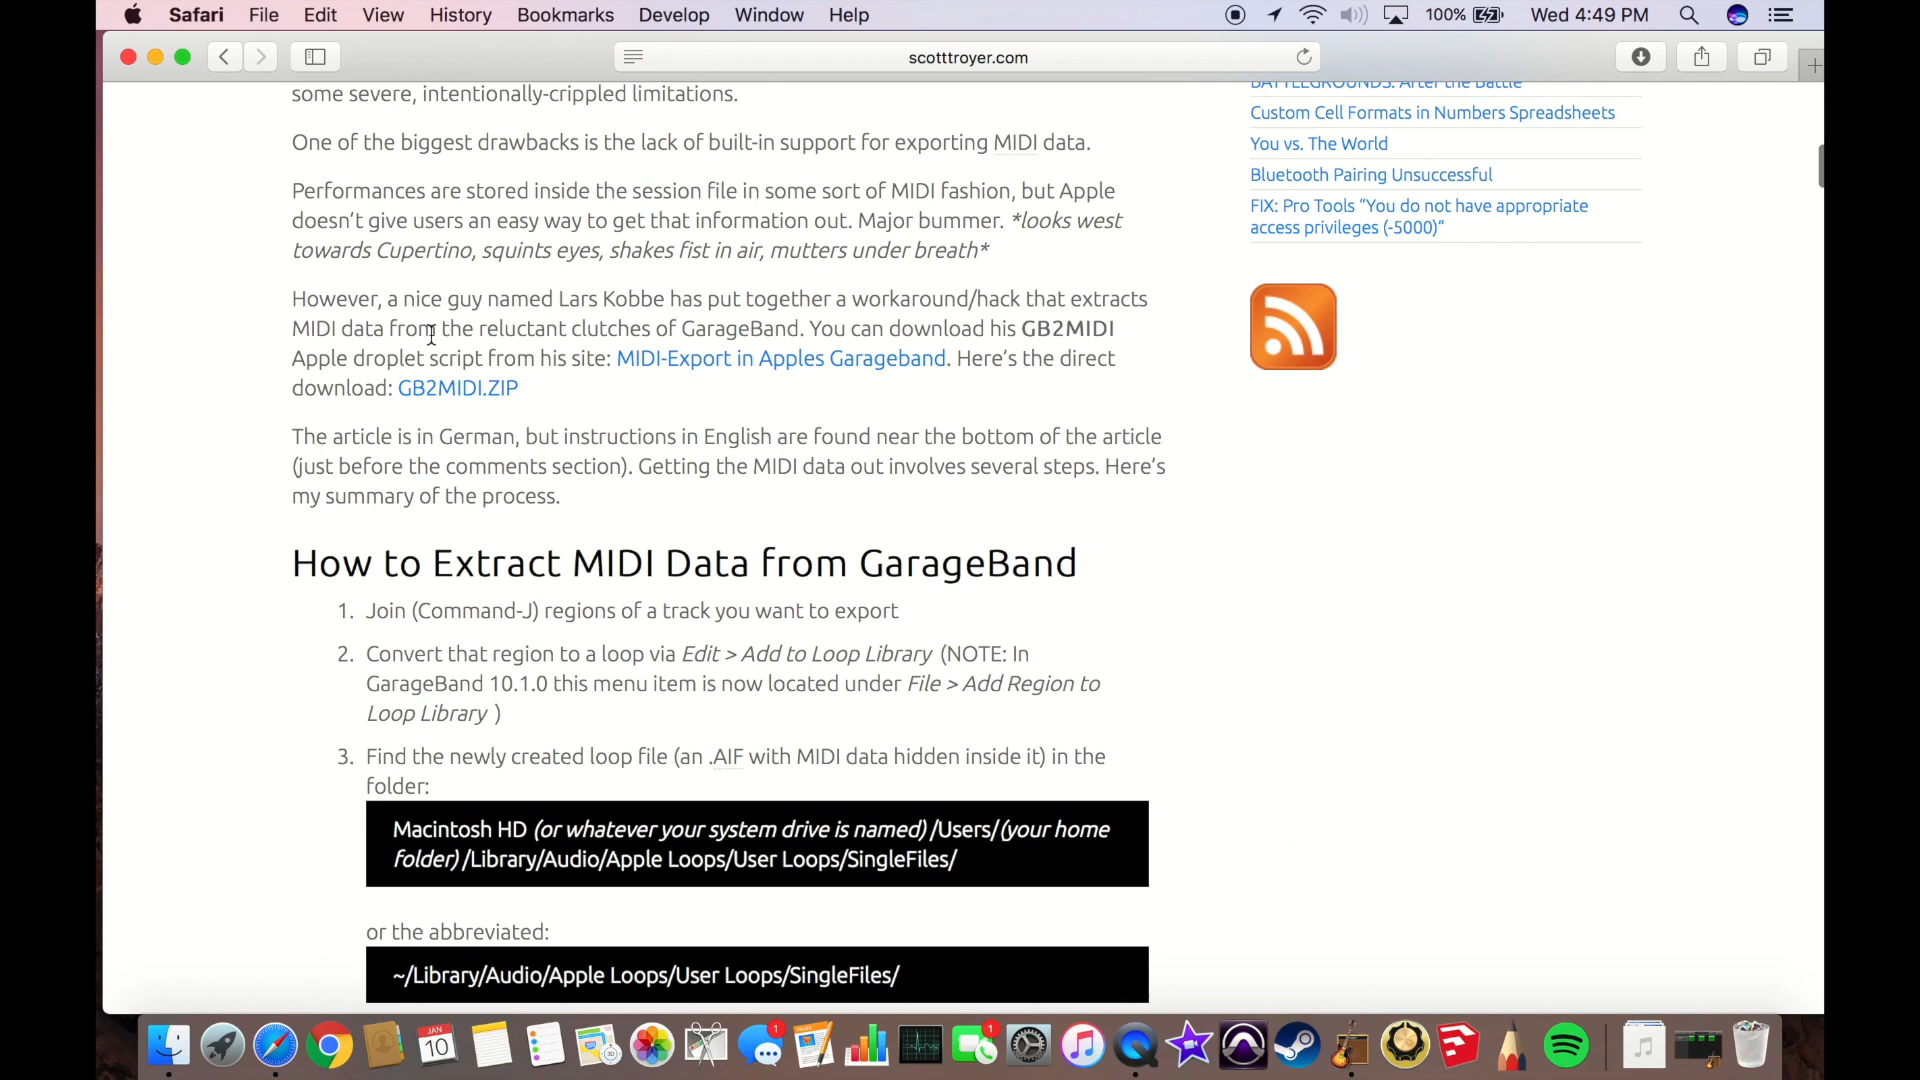 Safari File Edit View History Bookmarks Develop Window Help 100% Wed 4:49 PM
scotttroyer.com
some severe, intentionally-crippled limitations.
One of the biggest drawbacks is the lack of built-in support for exporting MIDI data.
Performances are stored inside the session file in some sort of MIDI fashion, but Apple
doesn’t give users an easy way to get that information out. Major bummer. *looks west
towards Cupertino, squints eyes, shakes fist in air, mutters under breath*
However, a nice guy named Lars Kobbe has put together a workaround/hack that extracts
MIDI data from the reluctant clutches of GarageBand. You can download his GB2MIDI
Apple droplet script from his site: MIDI-Export in Apples Garageband. Here’s the direct
download: GB2MIDI.ZIP
The article is in German, but instructions in English are found near the bottom of the article
(just before the comments section). Getting the MIDI data out involves several steps. Here’s
my summary of the process.
How to Extract MIDI Data from GarageBand
1. Join (Command-J) regions of a track you want to export
2. Convert that region to a loop via Edit > Add to Loop Library (NOTE: In
GarageBand 10.1.0 this menu item is now located under File > Add Region to
Loop Library )
3. Find the newly created loop file (an .AIF with MIDI data hidden inside it) in the
folder:
Macintosh HD (or whatever your system drive is named) /Users/(your home
folder) /Library/Audio/Apple Loops/User Loops/SingleFiles/
or the abbreviated:
~/Library/Audio/Apple Loops/User Loops/SingleFiles/
BATTLEGROUNDS: After the Battle
Custom Cell Formats in Numbers Spreadsheets
You vs. The World
Bluetooth Pairing Unsuccessful
FIX: Pro Tools “You do not have appropriate
access privileges (-5000)”
JAN
10
1
1